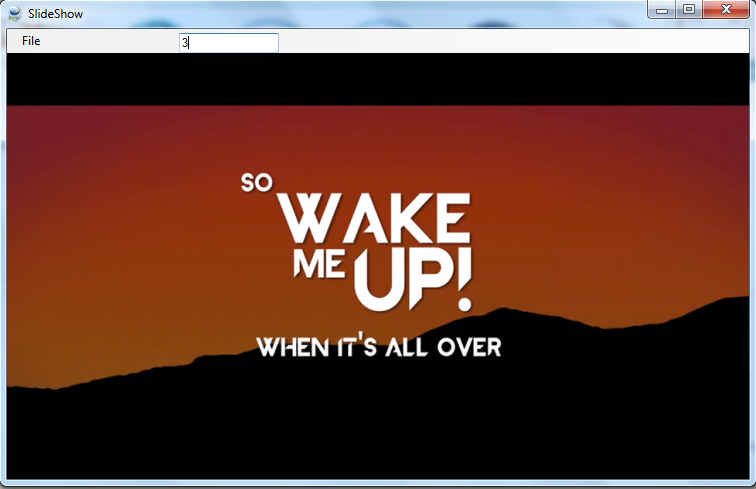 SlideShow
File
3
SO
WAKE
ME UP!
WHEN IT'S ALL OVER